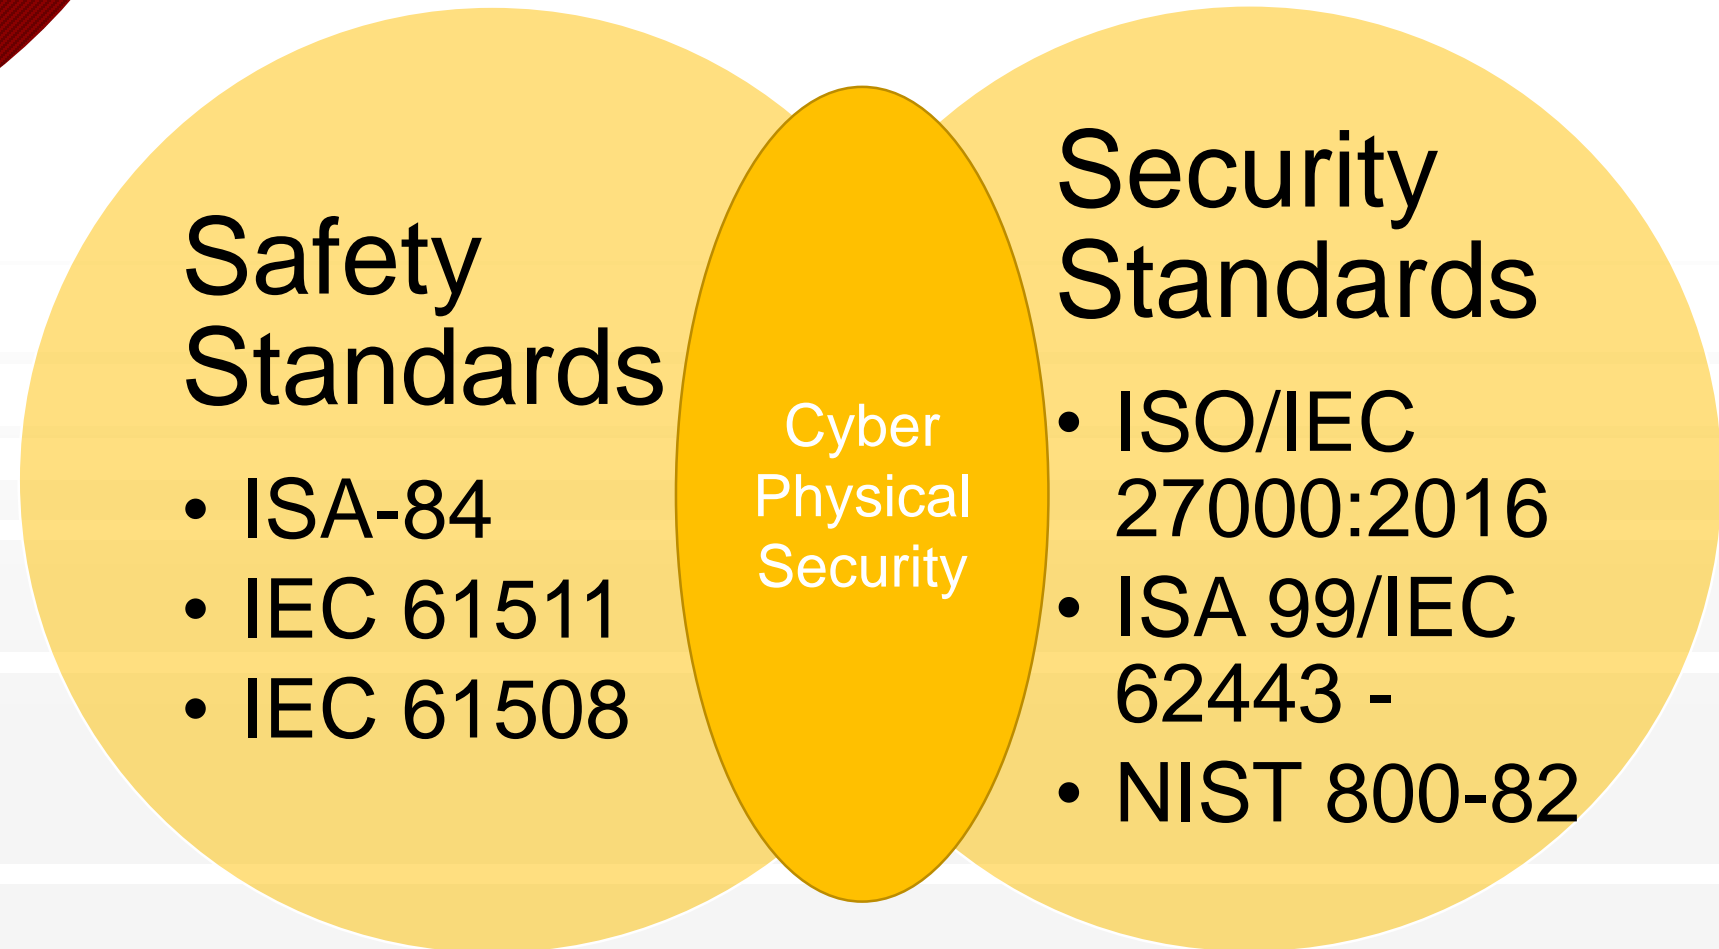 Safety
Standards
• ISA-84
• IEC 61511
• IEC 61508
Cyber
Physical
Security
Security
Standards
• ISO/IEC
27000:2016
• ISA 99/IEC
62443 -
• NIST 800-82